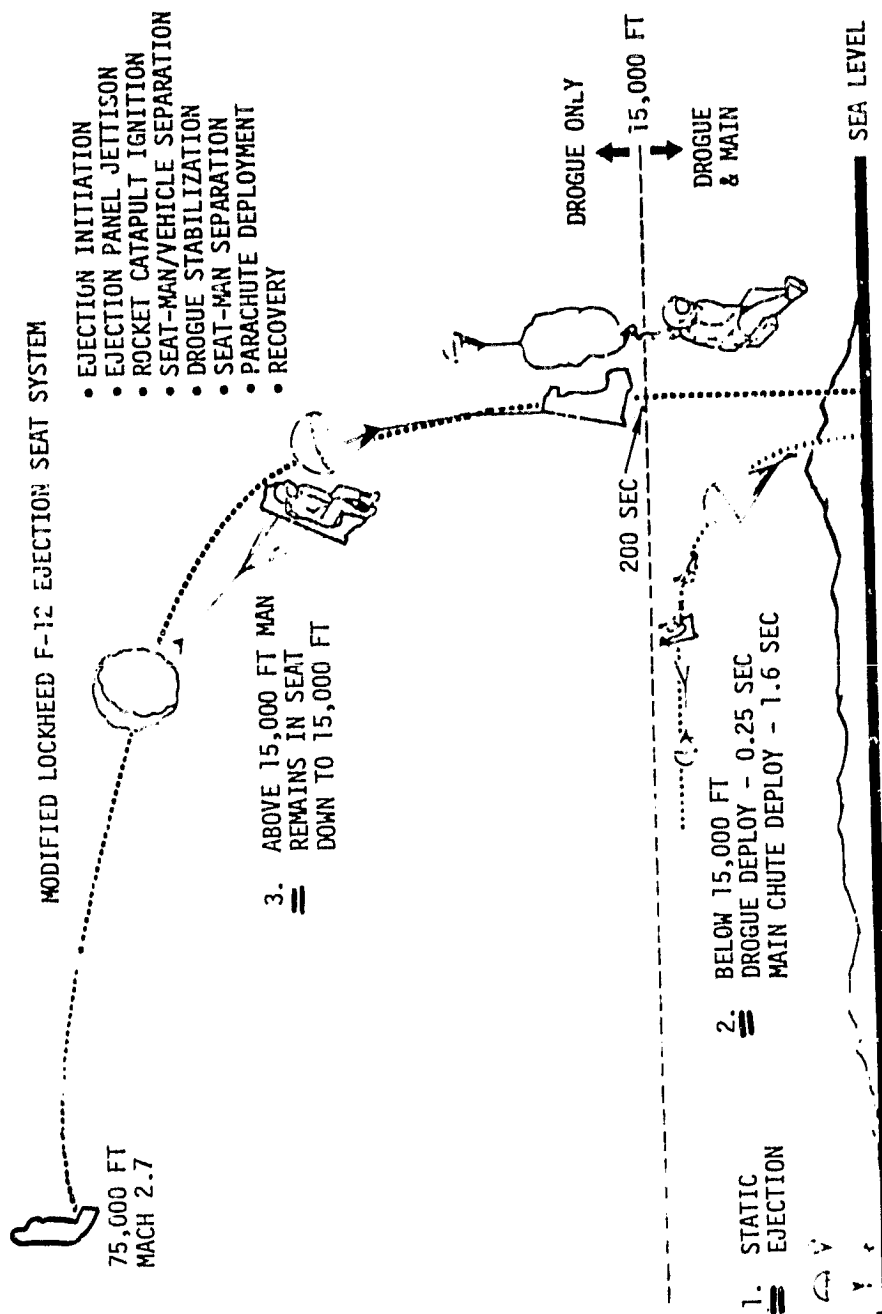 MODIFIED LOCKHEED F-12 EJECTION SEAT SYSTEM
• EJECTION INITIATION
• EJECTION PANEL JETTISON
• ROCKET CATAPULT IGNITION
• SEAT-MAN/VEHICLE SEPARATION
• DROGUE STABILIZATION
• SEAT-MAN SEPARATION
• PARACHUTE DEPLOYMENT
• RECOVERY
75,000 FT
MACH 2.7
3. ABOVE 15,000 FT MAN
REMAINS IN SEAT
DOWN TO 15,000 FT
DROGUE ONLY
15,000 FT
DROGUE
& MAIN
200 SEC
2. BELOW 15,000 FT
DROGUE DEPLOY - 0.25 SEC
MAIN CHUTE DEPLOY - 1.6 SEC
1. STATIC
EJECTION
SEA LEVEL